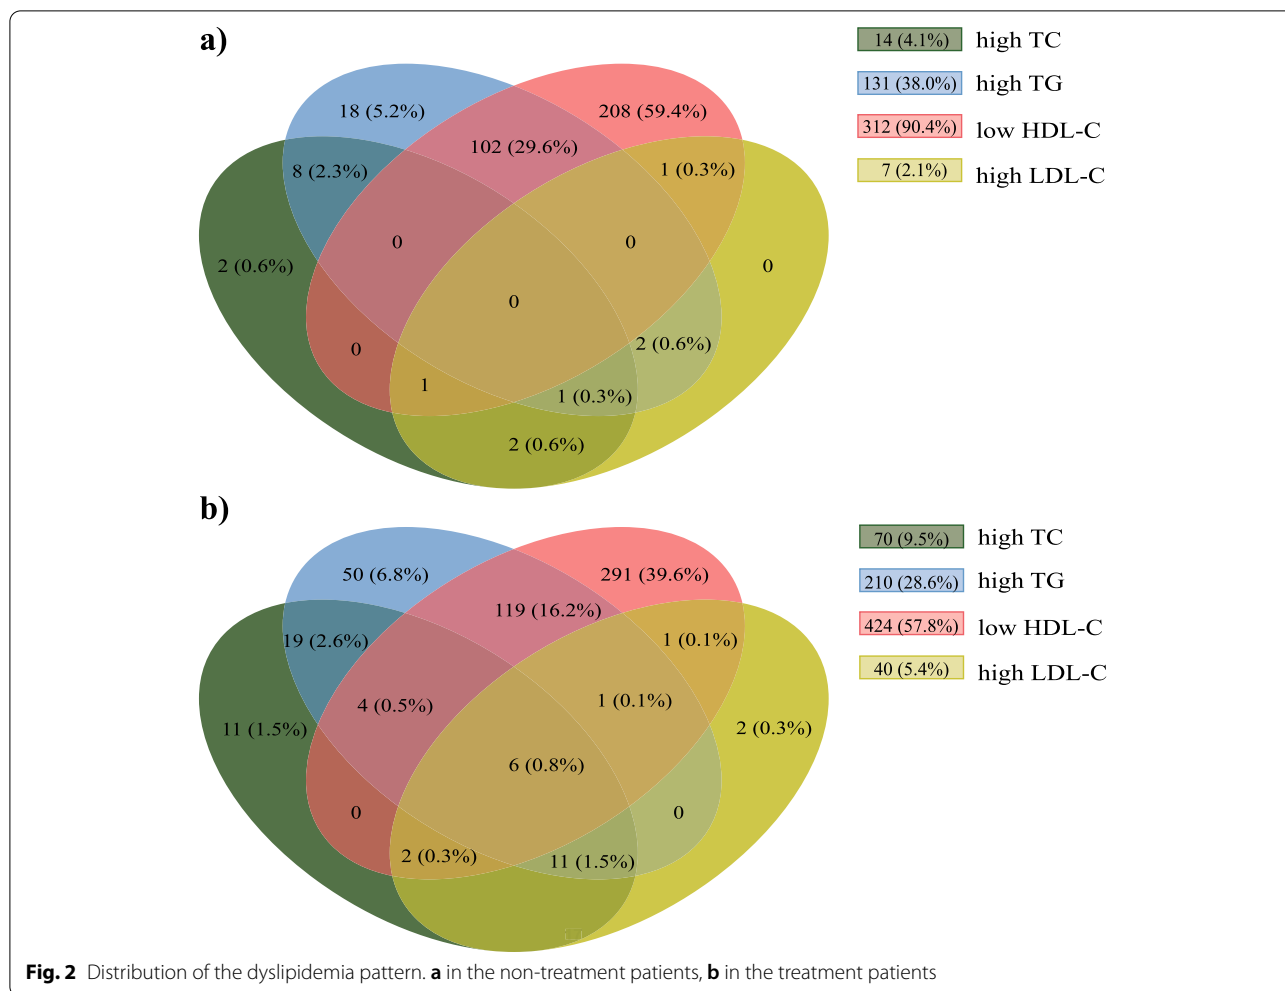 a)
14 (4.1%) high TC
131 (38.0%) high TG
312 (90.4%) low HDL-C
7 (2.1%) high LDL-C
18 (5.2%)
208 (59.4%)
102 (29.6%)
8 (2.3%)
1 (0.3%)
0
0
2 (0.6%)
0
0
2 (0.6%)
0
1
1 (0.3%)
2 (0.6%)
b)
70 (9.5%) high TC
210 (28.6%) high TG
424 (57.8%) low HDL-C
40 (5.4%) high LDL-C
50 (6.8%)
291 (39.6%)
119 (16.2%)
19 (2.6%)
1 (0.1%)
4 (0.5%)
1 (0.1%)
11 (1.5%)
2 (0.3%)
6 (0.8%)
0
0
2 (0.3%)
11 (1.5%)
Fig. 2 Distribution of the dyslipidemia pattern. a in the non-treatment patients, b in the treatment patients